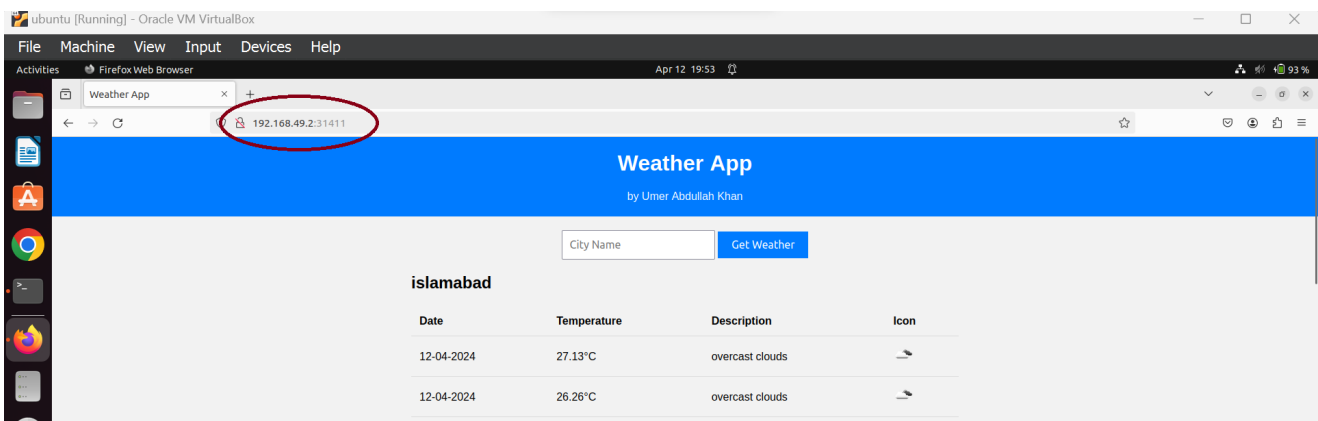 ubuntu [Running] - Oracle VM VirtualBox
File Machine View Input Devices Help
Activities Firefox Web Browser Apr 12 19:53 93 %
Weather App
192.168.49.2:31411
Weather App
by Umer Abdullah Khan
City Name Get Weather
islamabad
Date Temperature Description Icon
12-04-2024 27.13°C overcast clouds
12-04-2024 26.26°C overcast clouds